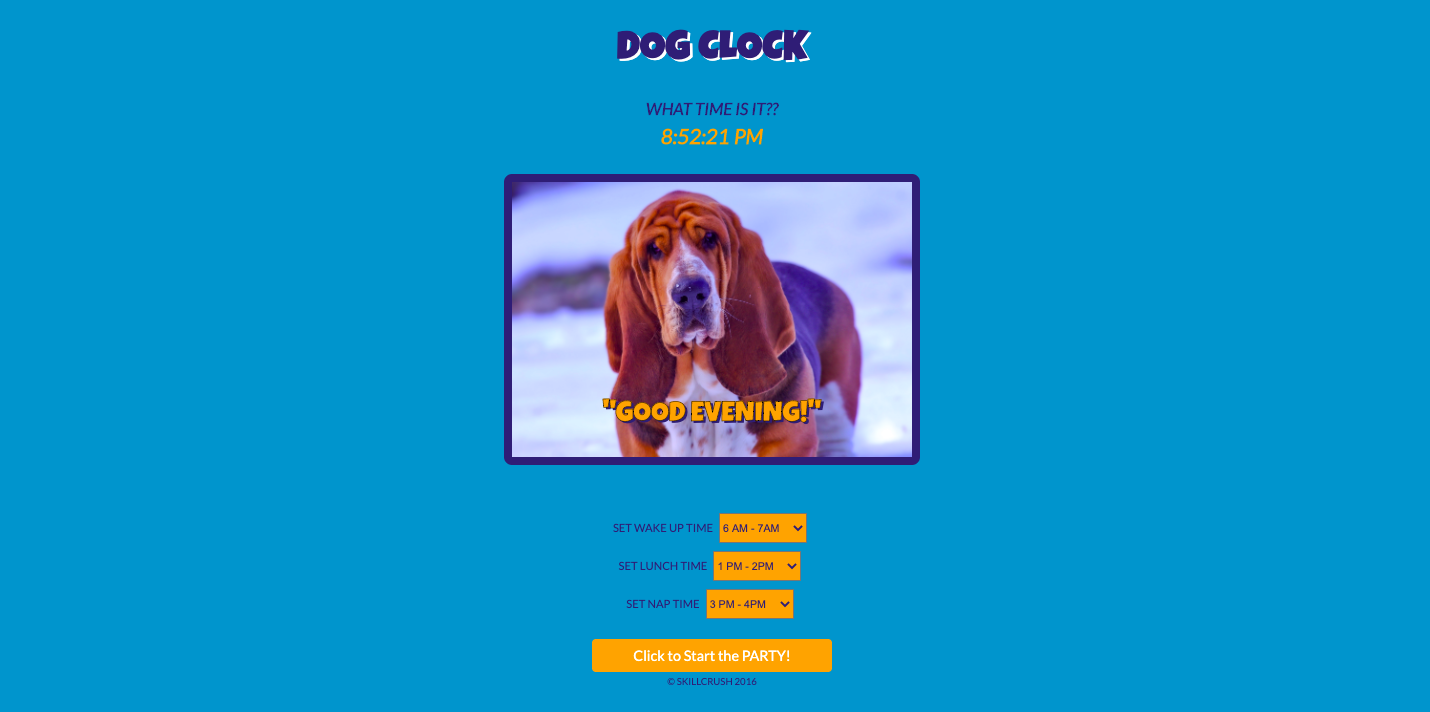 DOG CLOCK
WHAT TIME IS IT??
8:52:21 PM
"GOOD EVENING!"
SET WAKE UP TIME 6 AM - 7AM
SET LUNCH TIME 1 PM - 2PM
SET NAP TIME 3 PM - 4PM
Click to Start the PARTY!
© SKILLCRUSH 2016